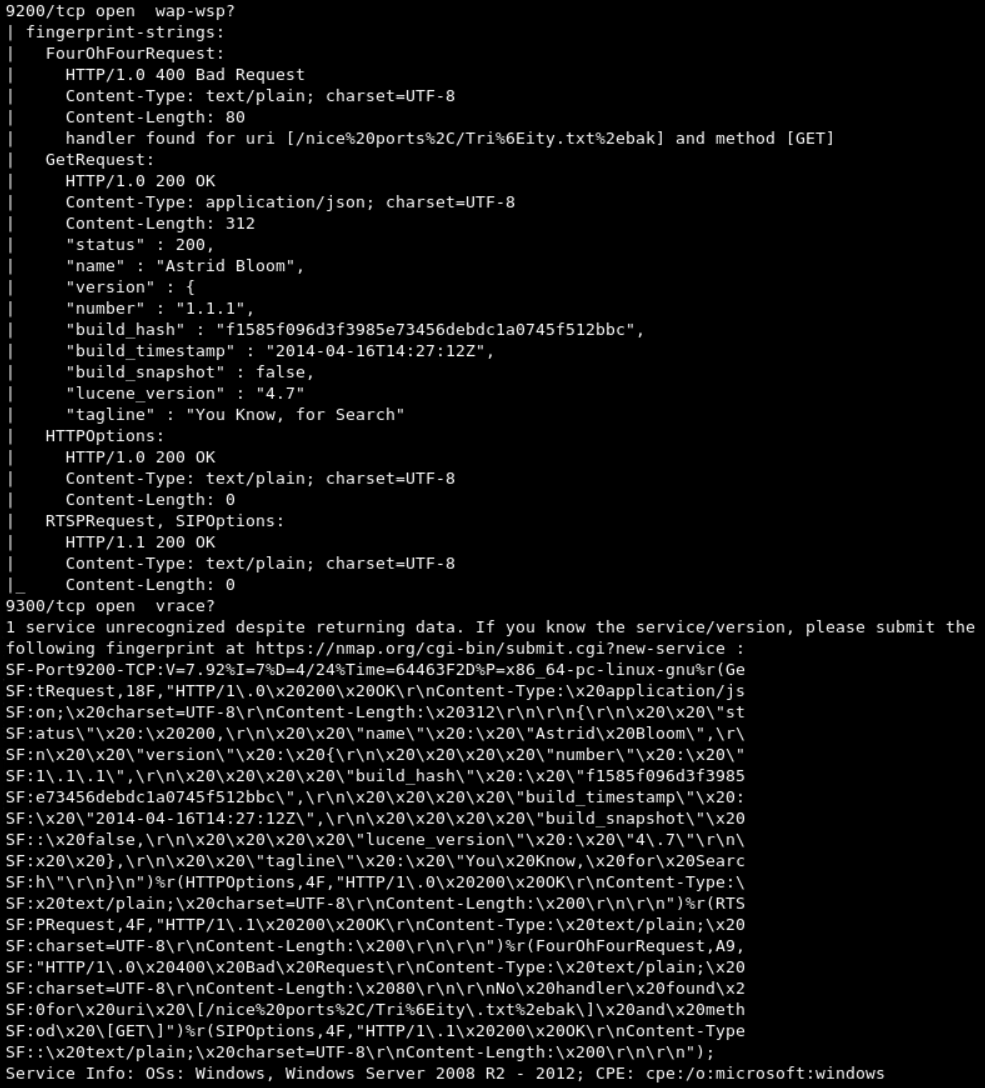 9200/tcp open  wap-wsp?
| fingerprint-strings:
|   FourOhFourRequest:
|     HTTP/1.0 400 Bad Request
|     Content-Type: text/plain; charset=UTF-8
|     Content-Length: 80
|     handler found for uri [/nice%20ports%2C/Tri%6Eity.txt%2ebak] and method [GET]
|   GetRequest:
|     HTTP/1.0 200 OK
|     Content-Type: application/json; charset=UTF-8
|     Content-Length: 312
|     "status" : 200,
|     "name" : "Astrid Bloom",
|     "version" : {
|     "number" : "1.1.1",
|     "build_hash" : "f1585f096d3f3985e73456debdc1a0745f512bbc",
|     "build_timestamp" : "2014-04-16T14:27:12Z",
|     "build_snapshot" : false,
|     "lucene_version" : "4.7"
|     "tagline" : "You Know, for Search"
|   HTTPOptions:
|     HTTP/1.0 200 OK
|     Content-Type: text/plain; charset=UTF-8
|     Content-Length: 0
|   RTSPRequest, SIPOptions:
|     HTTP/1.1 200 OK
|     Content-Type: text/plain; charset=UTF-8
|_    Content-Length: 0
9300/tcp open  vrace?
1 service unrecognized despite returning data. If you know the service/version, please submit the
following fingerprint at https://nmap.org/cgi-bin/submit.cgi?new-service :
SF-Port9200-TCP:V=7.92%I=7%D=4/24%Time=64463F2D%P=x86_64-pc-linux-gnu%r(Ge
SF:tRequest,18F,"HTTP/1\.0\x20200\x20OK\r\nContent-Type:\x20application/js
SF:on;\x20charset=UTF-8\r\nContent-Length:\x20312\r\n\r\n{\r\n\x20\x20\"st
SF:atus\"\x20:\x20200,\r\n\x20\x20\"name\"\x20:\x20\"Astrid\x20Bloom\",\r\
SF:n\x20\x20\"version\"\x20:\x20{\r\n\x20\x20\x20\x20\"number\"\x20:\x20\"
SF:1\.1\.1\",\r\n\x20\x20\x20\x20\"build_hash\"\x20:\x20\"f1585f096d3f3985
SF:e73456debdc1a0745f512bbc\",\r\n\x20\x20\x20\x20\"build_timestamp\"\x20:
SF:\x20\"2014-04-16T14:27:12Z\",\r\n\x20\x20\x20\x20\"build_snapshot\"\x20
SF::\x20false,\r\n\x20\x20\x20\x20\"lucene_version\"\x20:\x20\"4\.7\"\r\n\
SF:x20\x20},\r\n\x20\x20\"tagline\"\x20:\x20\"You\x20Know,\x20for\x20Searc
SF:h\"\r\n}\n")%r(HTTPOptions,4F,"HTTP/1\.0\x20200\x20OK\r\nContent-Type:\
SF:x20text/plain;\x20charset=UTF-8\r\nContent-Length:\x200\r\n\r\n")%r(RTS
SF:PRequest,4F,"HTTP/1\.1\x20200\x20OK\r\nContent-Type:\x20text/plain;\x20
SF:charset=UTF-8\r\nContent-Length:\x200\r\n\r\n")%r(FourOhFourRequest,A9,
SF:"HTTP/1\.0\x20400\x20Bad\x20Request\r\nContent-Type:\x20text/plain;\x20
SF:charset=UTF-8\r\nContent-Length:\x2080\r\n\r\nNo\x20handler\x20found\x2
SF:0for\x20uri\x20\[/nice%20ports%2C/Tri%6Eity\.txt%2ebak\]\x20and\x20meth
SF:od\x20\[GET\]")%r(SIPOptions,4F,"HTTP/1\.1\x20200\x20OK\r\nContent-Type
SF::\x20text/plain;\x20charset=UTF-8\r\nContent-Length:\x200\r\n\r\n");
Service Info: OSs: Windows, Windows Server 2008 R2 - 2012; CPE: cpe:/o:microsoft:windows